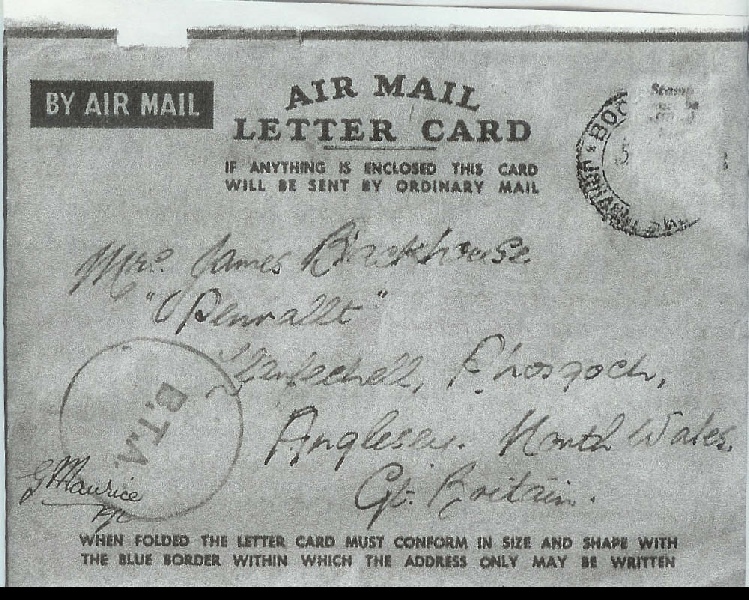 BY AIR MAIL
AIR MAIL
LETTER CARD
IF ANYTHING IS ENCLOSED THIS CARD
WILL BE SENT BY ORDINARY MAIL
Mrs. James Backhouse
"Penrallt"
Rhosgoch,
Anglesey. North Wales.
Gt. Britain.
B.T.A.
G Maurice
WHEN FOLDED THE LETTER CARD MUST CONFORM IN SIZE AND SHAPE WITH
THE BLUE BORDER WITHIN WHICH THE ADDRESS ONLY MAY BE WRITTEN